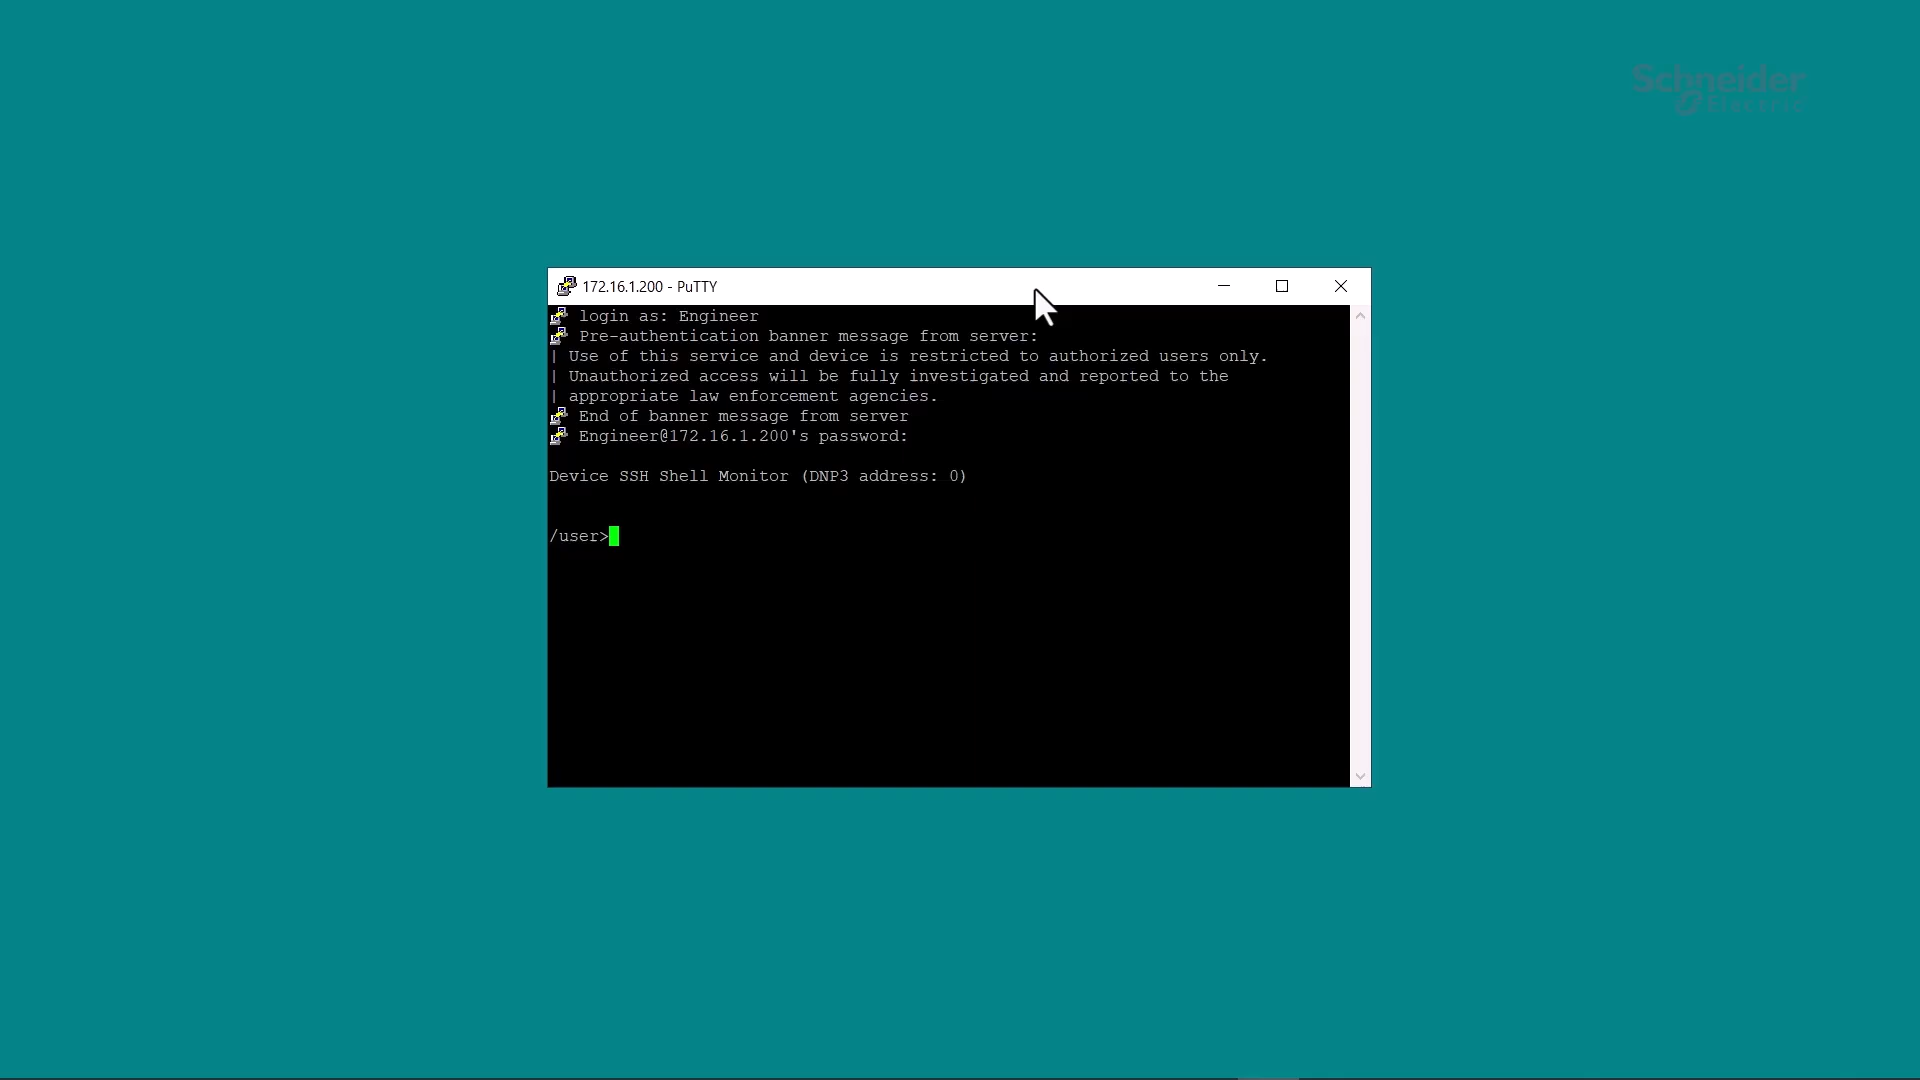 Schneider
Electric
172.16.1.200 - PuTTY
login as: Engineer
Pre-authentication banner message from server:
| Use of this service and device is restricted to authorized users only.
| Unauthorized access will be fully investigated and reported to the
| appropriate law enforcement agencies.
End of banner message from server
Engineer@172.16.1.200's password:
Device SSH Shell Monitor (DNP3 address: 0)
/user>